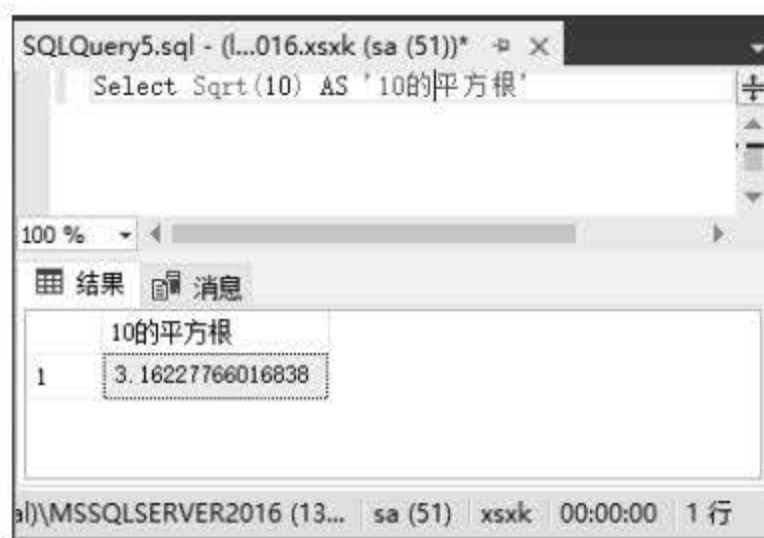 SQLQuery5.sql - (l...016.xsxk (sa (51))*
Select Sqrt(10) AS '10的平方根'
100 %
结果 消息
10的平方根
1 3.16227766016838
al)\MSSQLSERVER2016 (13... sa (51) xsxk 00:00:00 1 行